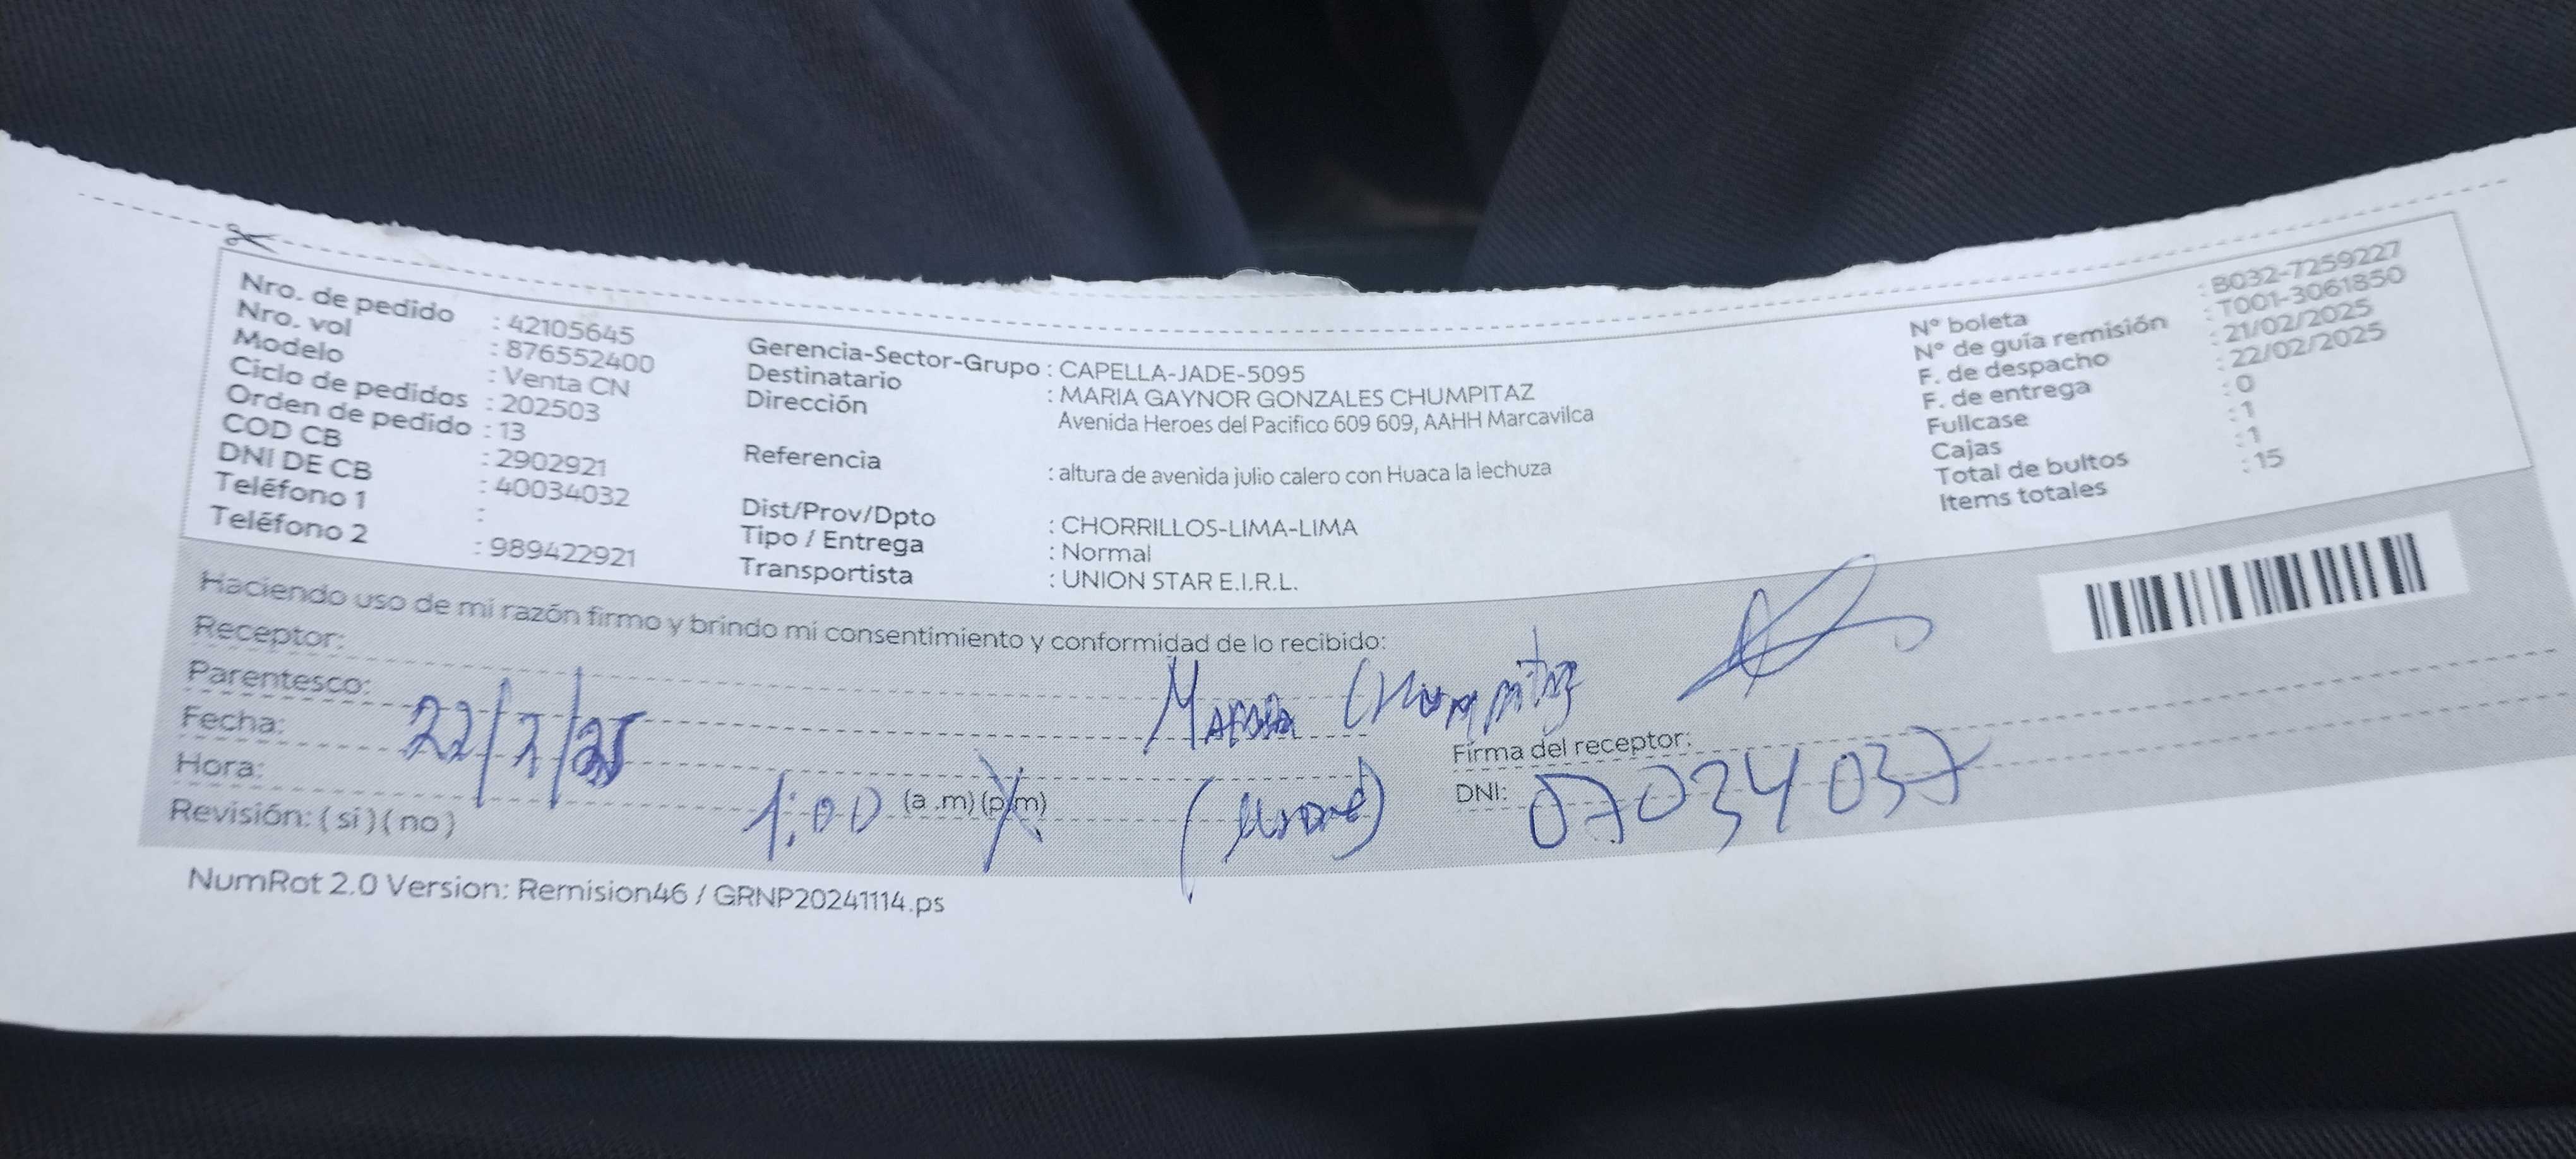 Nro. de pedido : 42105645
Nro. vol : 876552400
Modelo : Venta CN
Ciclo de pedidos : 202503
Orden de pedido : 13
COD CB : 2902921
DNI DE CB : 40034032
Teléfono 1 :
Teléfono 2 : 989422921
Gerencia-Sector-Grupo : CAPELLA-JADE-5095
Destinatario : MARIA GAYNOR GONZALES CHUMPITAZ
Dirección Avenida Heroes del Pacifico 609 609, AAHH Marcavilca
Referencia : altura de avenida julio calero con Huaca la lechuza
Dist/Prov/Dpto : CHORRILLOS-LIMA-LIMA
Tipo / Entrega : Normal
Transportista : UNION STAR E.I.R.L.
N° boleta : B032-7259227
N° de guía remisión : T001-3061850
F. de despacho : 21/02/2025
F. de entrega : 22/02/2025
Fullcase : 0
Cajas : 1
Total de bultos : 1
Items totales : 15
Haciendo uso de mi razón firmo y brindo mi consentimiento y conformidad de lo recibido:
Receptor: Chumpitaz
Parentesco:
Fecha: 22/2/25
Hora: 1:00 (a .m) (p.m)
Revisión: ( si ) ( no )
Firma del receptor:
DNI: 07034037
NumRot 2.0 Version: Remision46 / GRNP20241114.ps